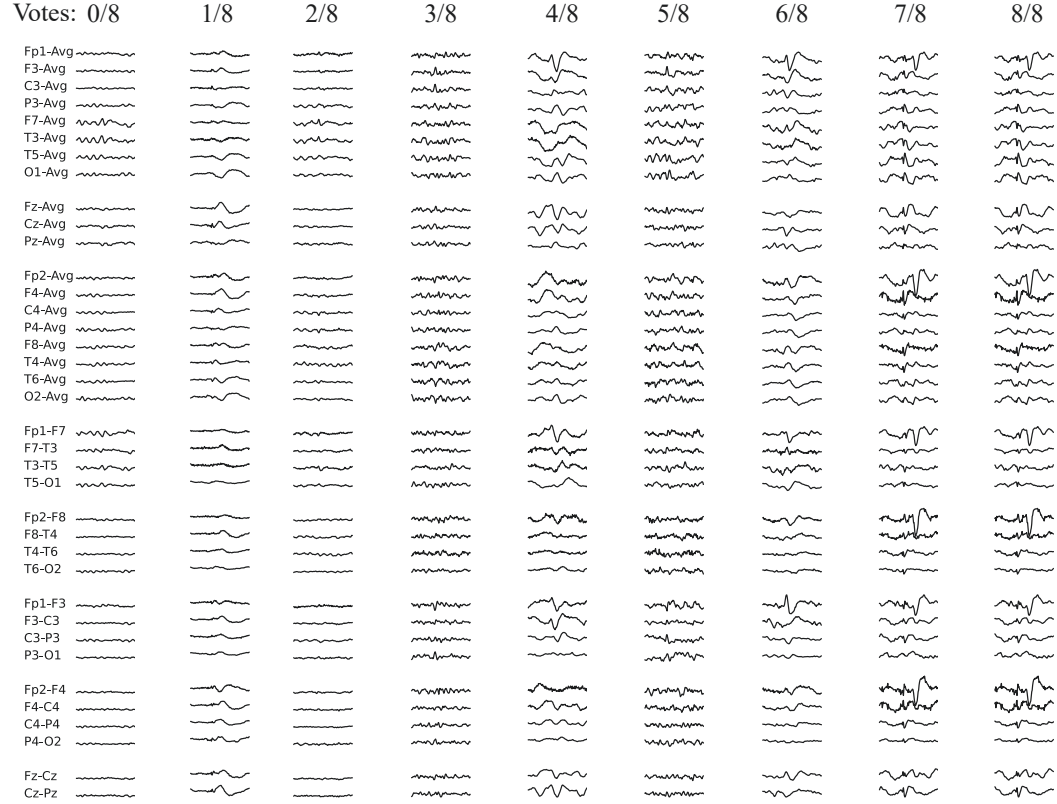 Votes: 0/8 1/8 2/8 3/8 4/8 5/8 6/8 7/8 8/8
Fp1-Avg
F3-Avg
C3-Avg
P3-Avg
F7-Avg
T3-Avg
T5-Avg
O1-Avg
Fz-Avg
Cz-Avg
Pz-Avg
Fp2-Avg
F4-Avg
C4-Avg
P4-Avg
F8-Avg
T4-Avg
T6-Avg
O2-Avg
Fp1-F7
F7-T3
T3-T5
T5-O1
Fp2-F8
F8-T4
T4-T6
T6-O2
Fp1-F3
F3-C3
C3-P3
P3-O1
Fp2-F4
F4-C4
C4-P4
P4-O2
Fz-Cz
Cz-Pz